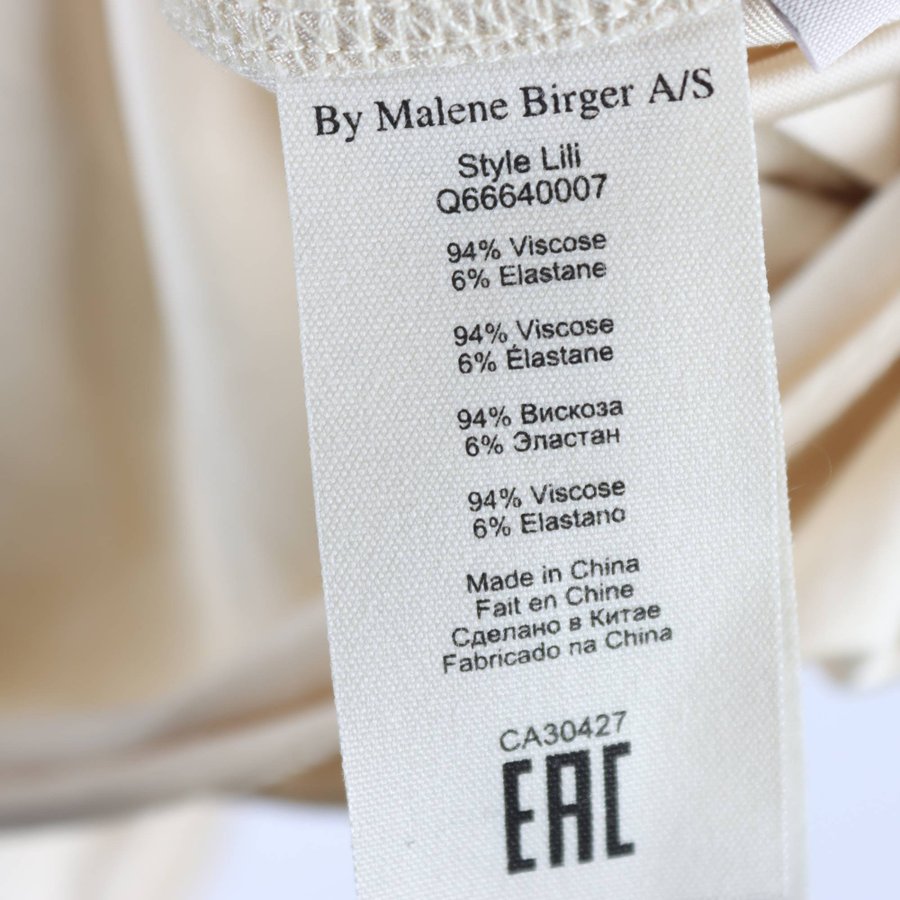 By Malene Birger A/S
Style Lili
Q66640007
94% Viscose
6% Elastane
94% Viscose
6% Élastane
94% Вискоза
6% Эластан
94% Viscose
6% Elastano
Made in China
Fait en Chine
Сделано в Китае
Fabricado na China
CA30427
EAC